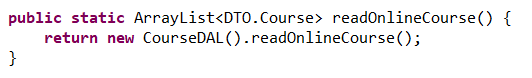 public static ArrayList<DTO.Course> readOnlineCourse() {
    return new CourseDAL().readOnlineCourse();
}